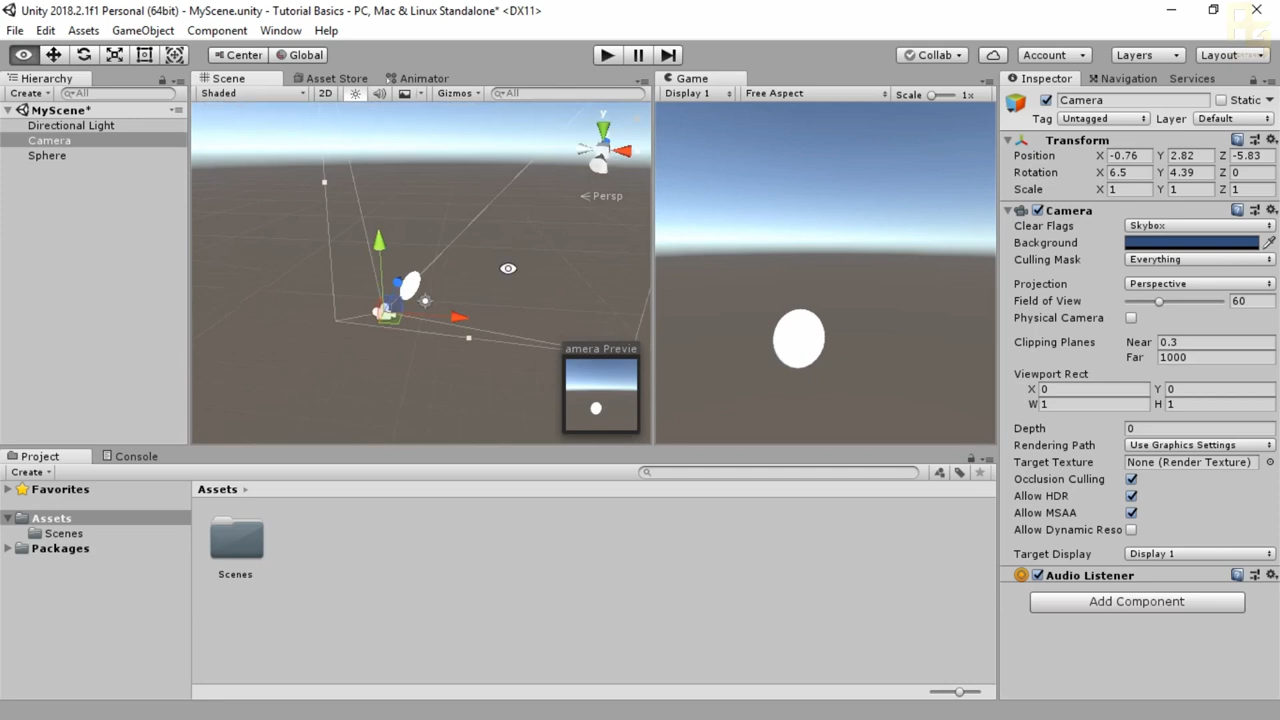 Unity 2018.2.1f1 Personal (64bit) - MyScene.unity - Tutorial Basics - PC, Mac & Linux Standalone* <DX11>
File Edit Assets GameObject Component Window Help
Center Global Collab Account Layers Layout
Hierarchy
Create All
MyScene*
Directional Light
Camera
Sphere
Scene Asset Store Animator
Shaded 2D Gizmos All
y
Persp
amera Previe
Game
Display 1 Free Aspect Scale 1x
Inspector Navigation Services
Camera Static
Tag Untagged Layer Default
Transform
Position X -0.76 Y 2.82 Z -5.83
Rotation X 6.5 Y 4.39 Z 0
Scale X 1 Y 1 Z 1
Camera
Clear Flags Skybox
Background
Culling Mask Everything
Projection Perspective
Field of View 60
Physical Camera
Clipping Planes Near 0.3
Far 1000
Viewport Rect
X 0 Y 0
W 1 H 1
Depth 0
Rendering Path Use Graphics Settings
Target Texture None (Render Texture)
Occlusion Culling
Allow HDR
Allow MSAA
Allow Dynamic Reso
Target Display Display 1
Audio Listener
Add Component
Project Console
Create
Favorites
Assets
Scenes
Packages
Assets
Scenes